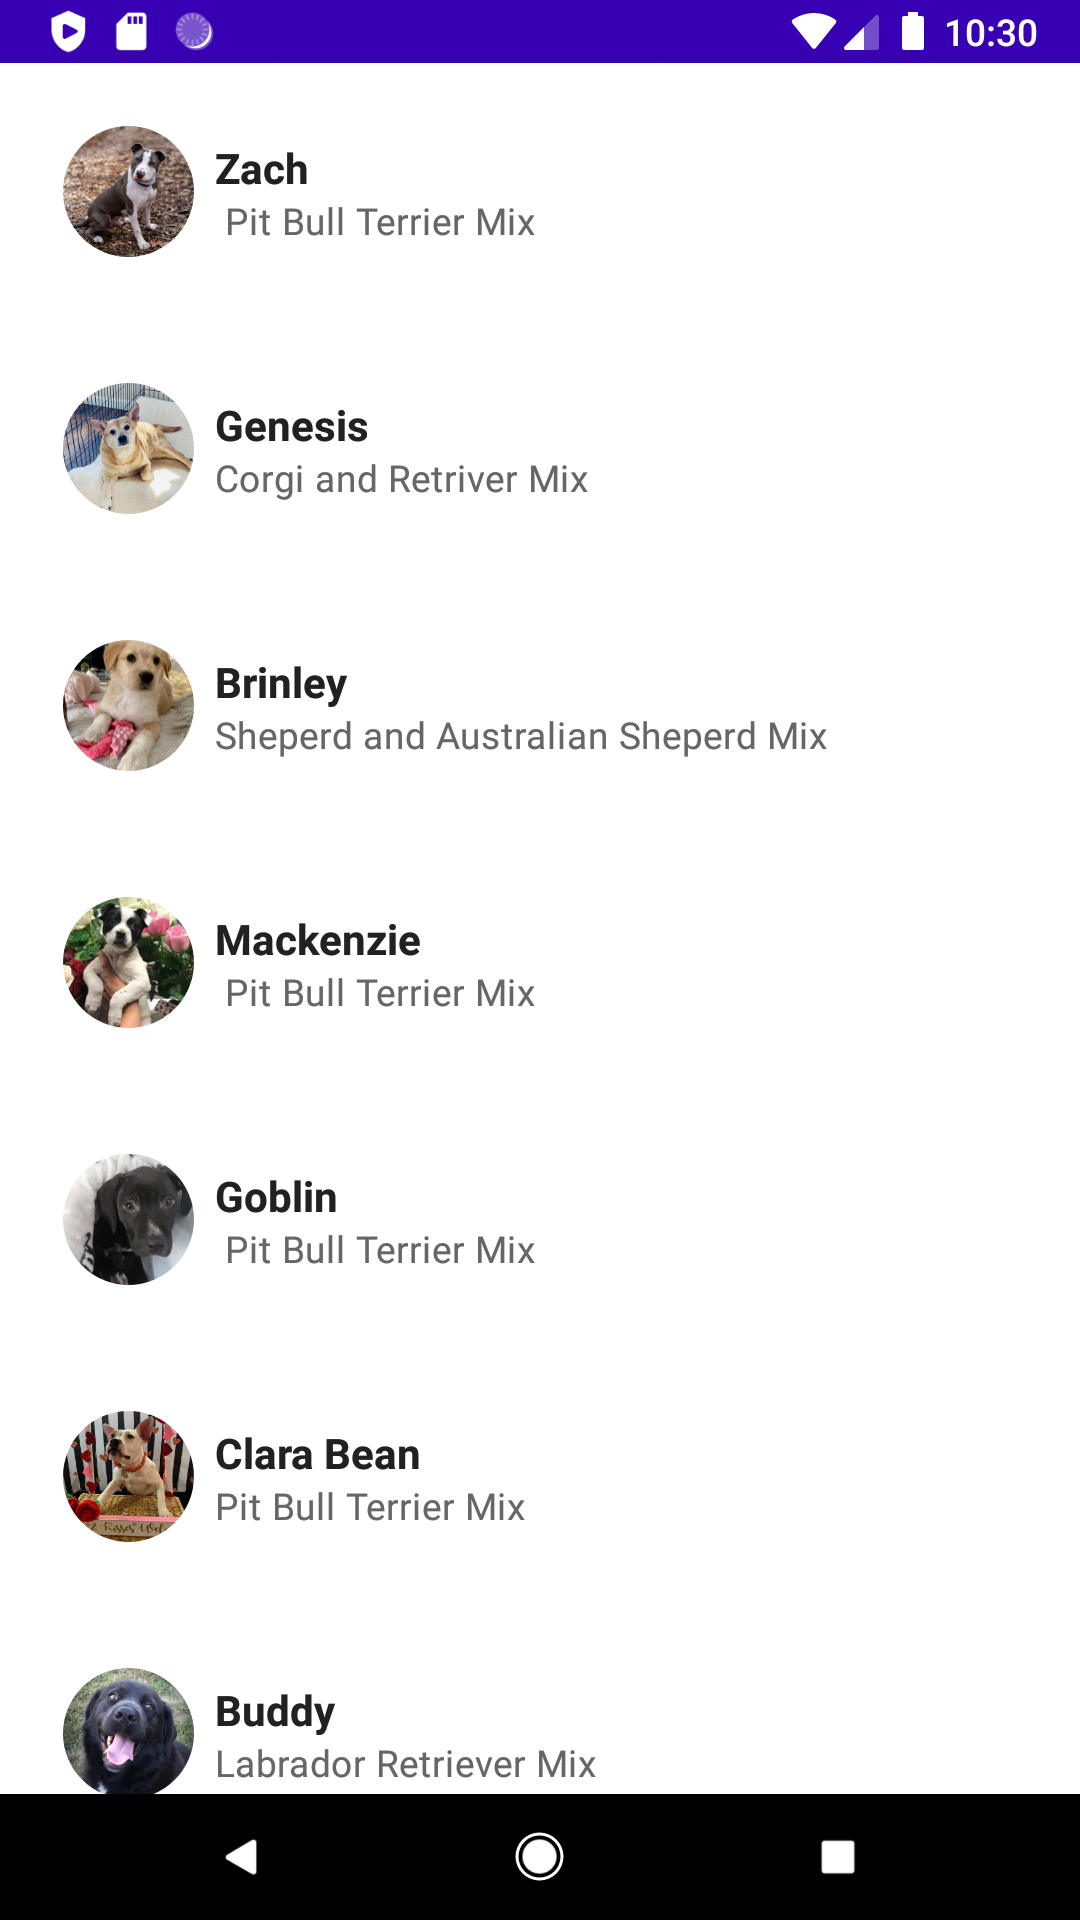 10:30
Zach
Pit Bull Terrier Mix
Genesis
Corgi and Retriver Mix
Brinley
Sheperd and Australian Sheperd Mix
Mackenzie
Pit Bull Terrier Mix
Goblin
Pit Bull Terrier Mix
Clara Bean
Pit Bull Terrier Mix
Buddy
Labrador Retriever Mix